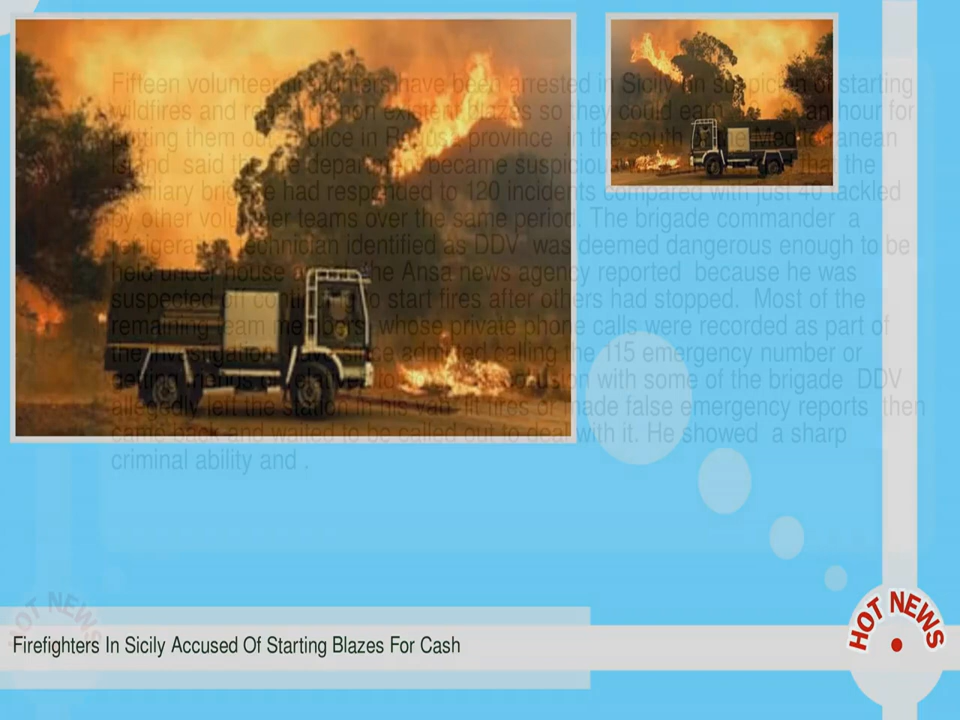 Fifteen volunteer firefighters have been arrested in Sicily on suspicion of starting
wildfires and reporting non existent blazes so they could earn an hour for
putting them out. Police in Ragusa province in the south of the Mediterranean
island said the fire department became suspicious that the
auxiliary brigade had responded to 120 incidents compared with just 40 tackled
by other volunteer teams over the same period. The brigade commander a
refrigeration technician identified as DDV was deemed dangerous enough to be
held under house the Ansa news agency reported because he was
suspected of continuing to start fires after others had stopped. Most of the
remaining team members whose private phone calls were recorded as part of
the investigation have admitted calling the 115 emergency number or
getting friends or with some of the brigade DDV
allegedly left the station in his van lit fires or made false emergency reports then
came back and waited to be called out to deal with it. He showed a sharp
criminal ability and .
HOT NEWS
Firefighters In Sicily Accused Of Starting Blazes For Cash
HOT NEWS